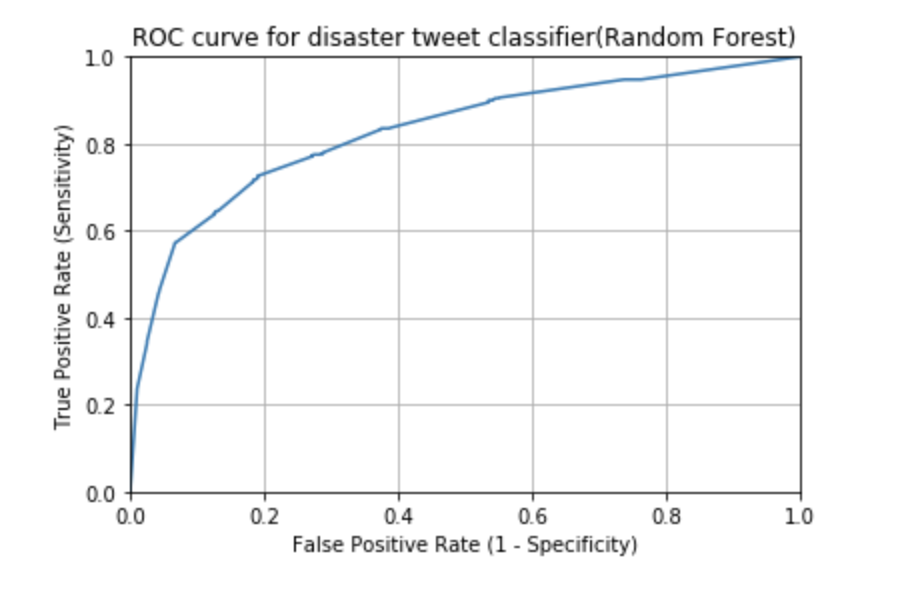 ROC curve for disaster tweet classifier(Random Forest)
1.0
0.8
0.6
0.4
0.2
0.0
True Positive Rate (Sensitivity)
0.0 0.2 0.4 0.6 0.8 1.0
False Positive Rate (1 - Specificity)